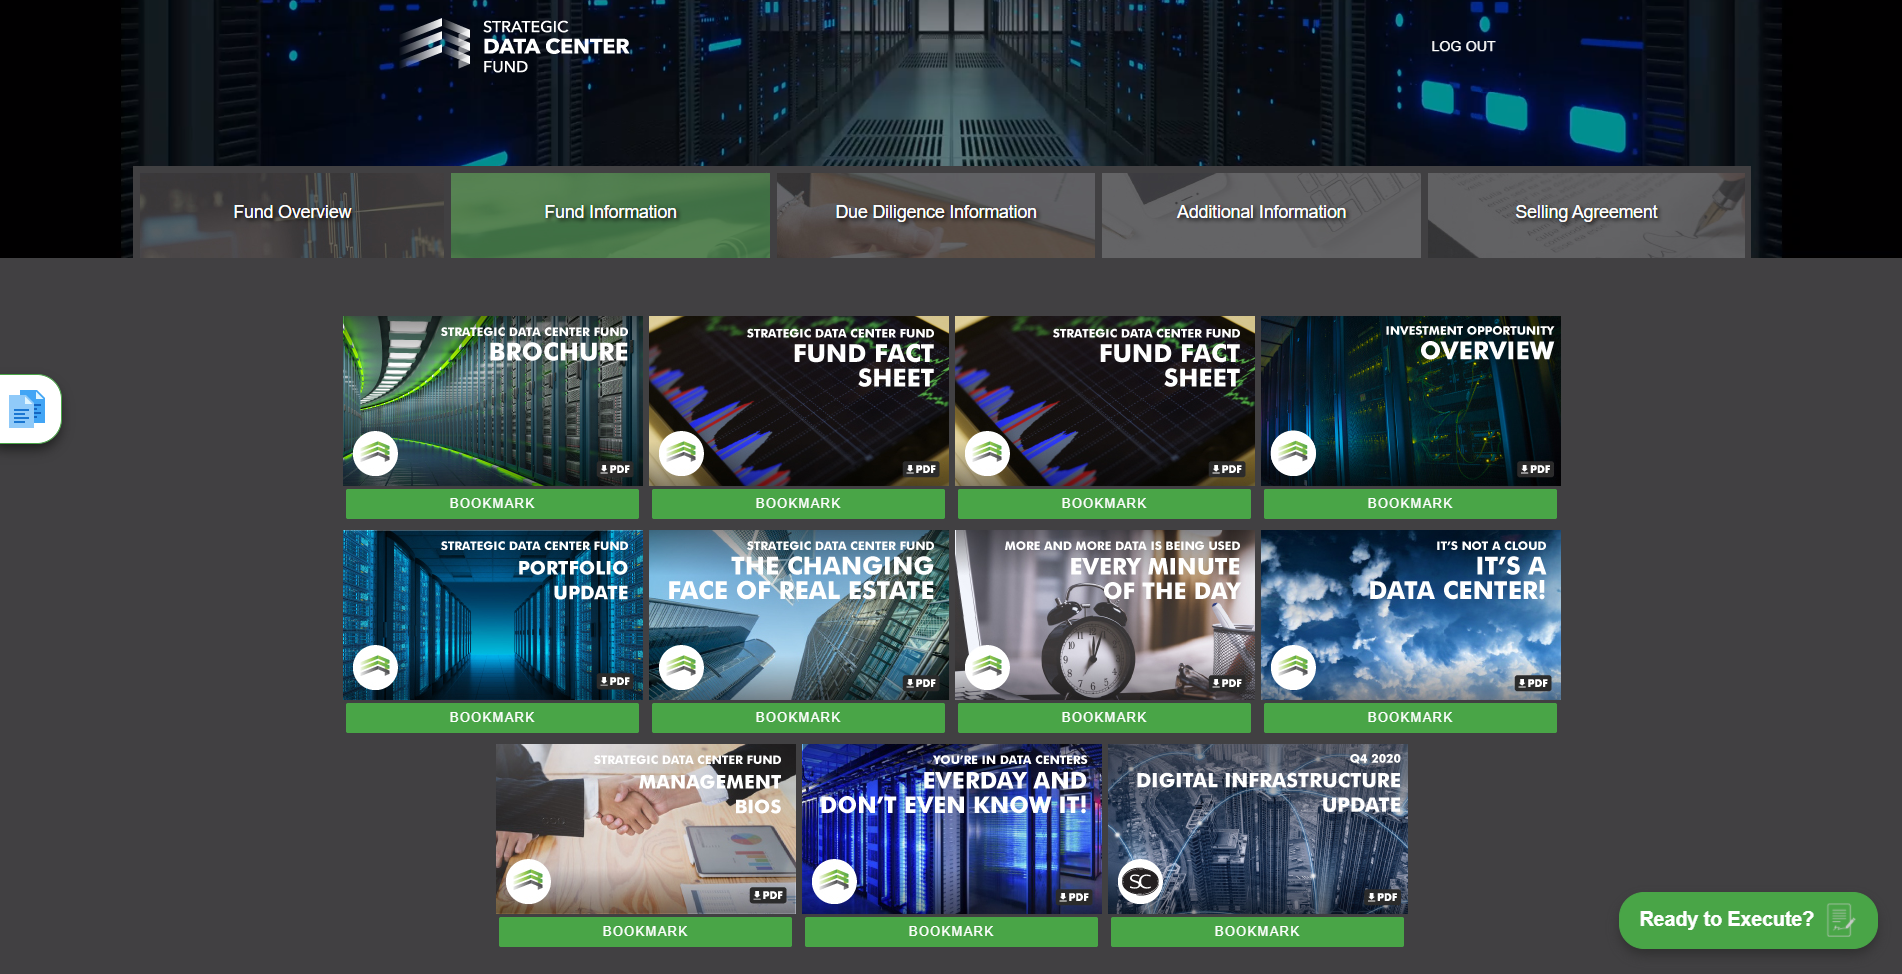 STRATEGIC
DATA CENTER
FUND
LOG OUT
Fund Overview
Fund Information
Due Diligence Information
Additional Information
Selling Agreement
STRATEGIC DATA CENTER FUND
BROCHURE
PDF
BOOKMARK
STRATEGIC DATA CENTER FUND
FUND FACT
SHEET
PDF
BOOKMARK
STRATEGIC DATA CENTER FUND
FUND FACT
SHEET
PDF
BOOKMARK
INVESTMENT OPPORTUNITY
OVERVIEW
PDF
BOOKMARK
STRATEGIC DATA CENTER FUND
PORTFOLIO
UPDATE
PDF
BOOKMARK
STRATEGIC DATA CENTER FUND
THE CHANGING
FACE OF REAL ESTATE
PDF
BOOKMARK
MORE AND MORE DATA IS BEING USED
EVERY MINUTE
OF THE DAY
PDF
BOOKMARK
IT'S NOT A CLOUD
IT'S A
DATA CENTER!
PDF
BOOKMARK
STRATEGIC DATA CENTER FUND
MANAGEMENT
BIOS
PDF
BOOKMARK
YOU'RE IN DATA CENTERS
EVERDAY AND
DON'T EVEN KNOW IT!
PDF
BOOKMARK
Q4 2020
DIGITAL INFRASTRUCTURE
UPDATE
SC
PDF
BOOKMARK
Ready to Execute?